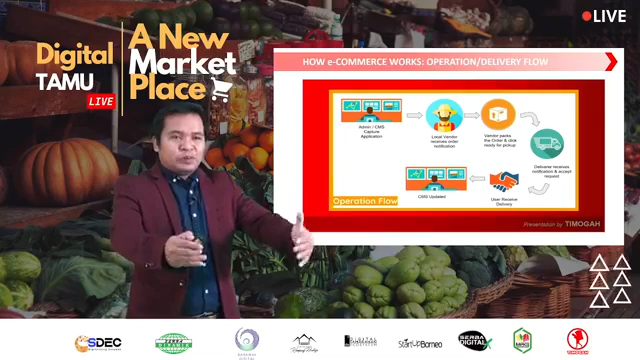 Digital
TAMU
LIVE
A New
Market
Place
LIVE
HOW e-COMMERCE WORKS: OPERATION/DELIVERY FLOW
Admin / CMS
Capture
Application
Local Vendor
receives order
notification
Vendor packs
the Order & click
ready for pickup
Deliverer receives
notification & accept
request
User Receive
Delivery
CMS Updated
Operation Flow
Presentation by TIMOGAH
SDEC
StartUpBorneo
SERBA
DIGITAL
TIMOGAH